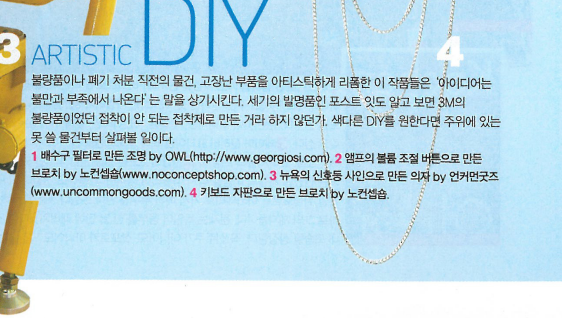 3 ARTISTIC DIY
4
불량품이나 폐기 처분 직전의 물건, 고장난 부품을 아티스틱하게 리폼한 이 작품들은 '아이디어는
불만과 부족에서 나온다' 는 말을 상기시킨다. 세기의 발명품인 포스트 잇도 알고 보면 3M의
불량품이었던 접착이 안 되는 접착제로 만든 거라 하지 않던가. 색다른 DIY를 원한다면 주위에 있는
못 쓸 물건부터 살펴볼 일이다.
1 배수구 필터로 만든 조명 by OWL(http://www.georgiosi.com). 2 앰프의 볼륨 조절 버튼으로 만든
브로치 by 노컨셉숍(www.noconceptshop.com). 3 뉴욕의 신호등 사인으로 만든 의자 by 언커먼굿즈
(www.uncommongoods.com). 4 키보드 자판으로 만든 브로치 by 노컨셉숍.